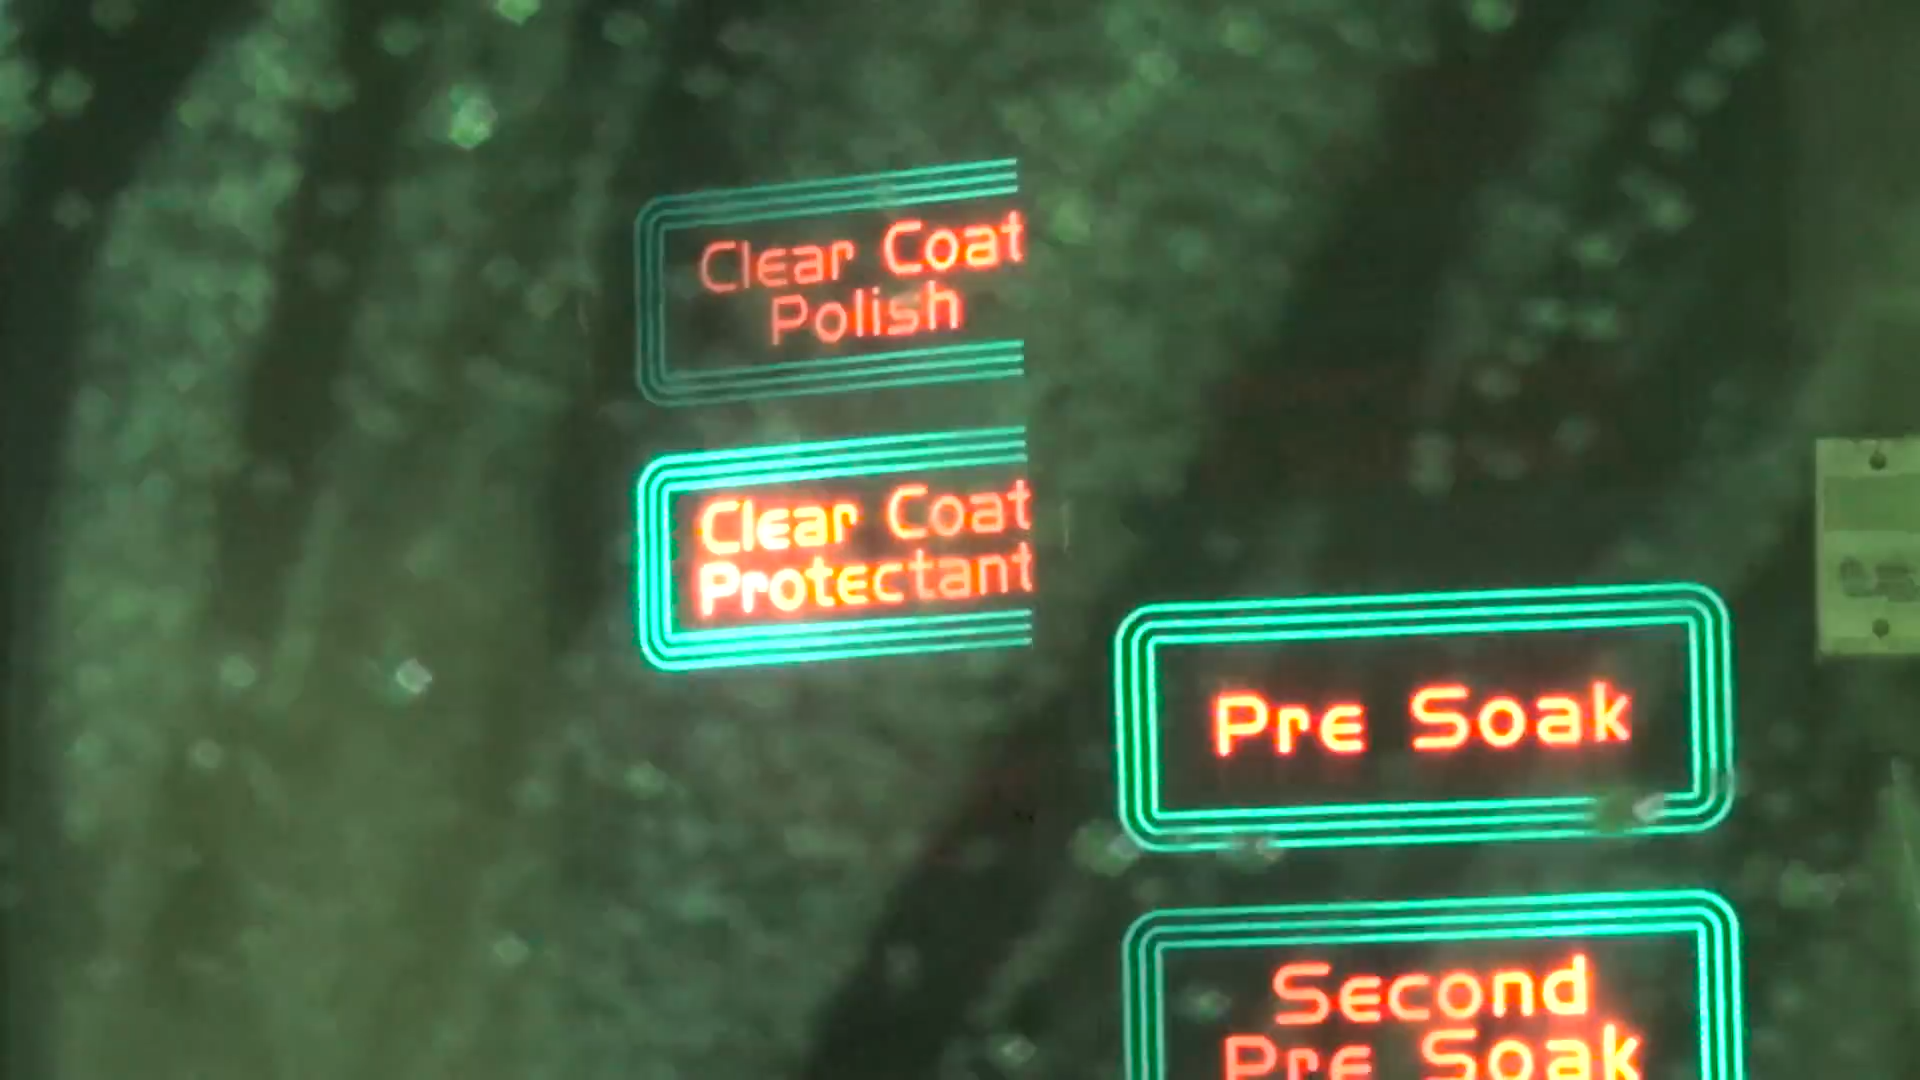 Clear Coat
Polish
Clear Coat
Protectant
Pre Soak
Second
Pre Soak